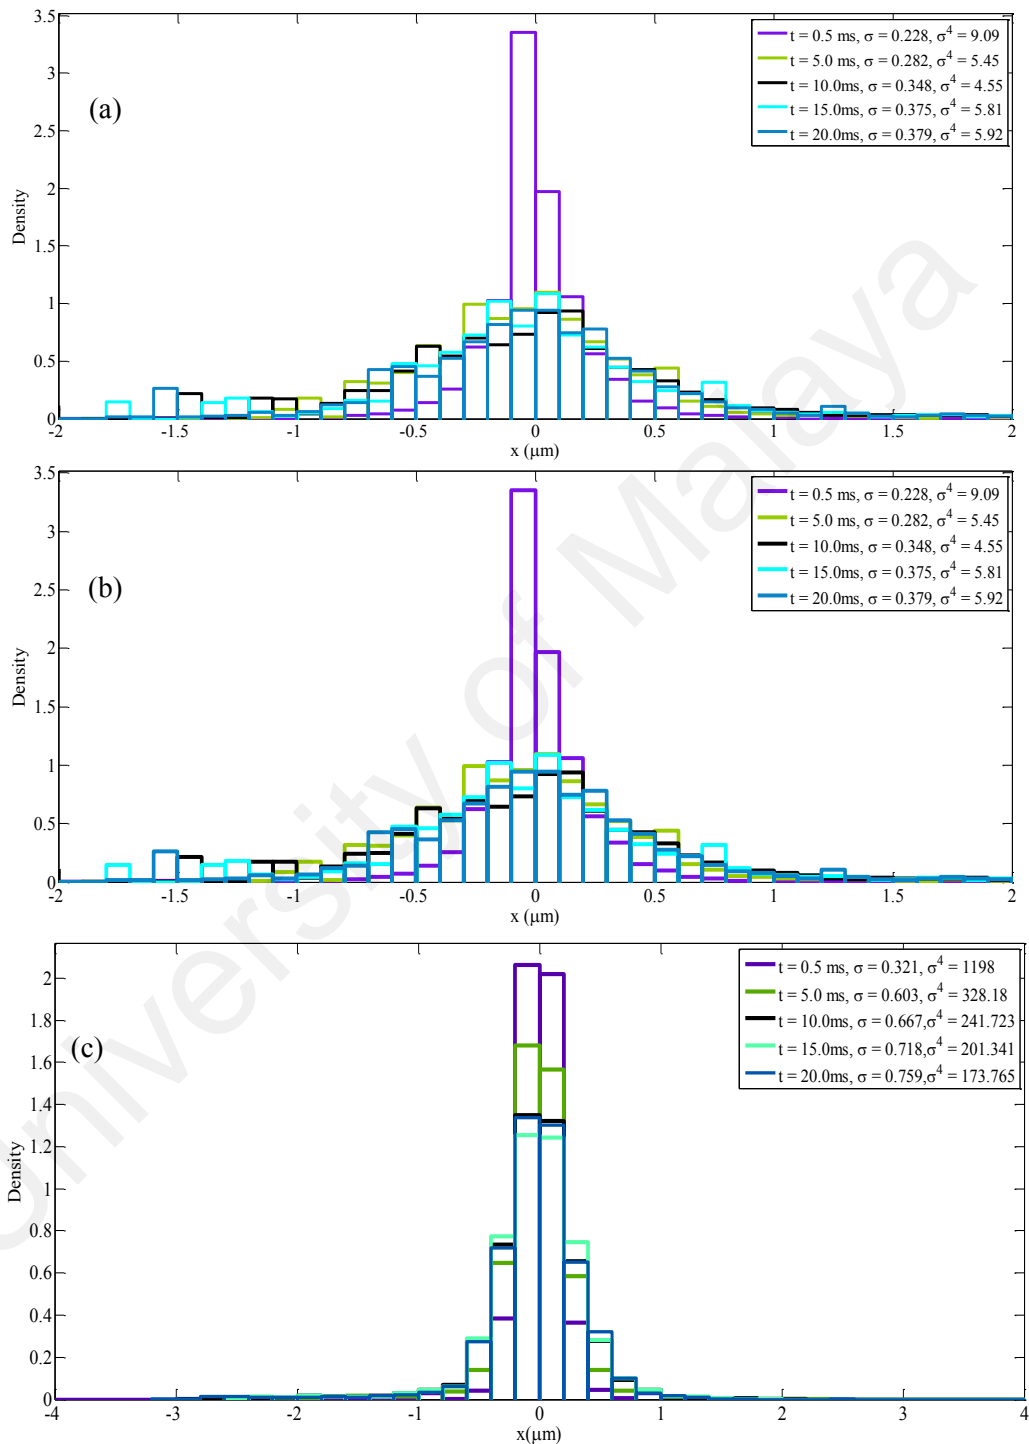 3.5
3
2.5
2
1.5
1
0.5
0
Density
(a)
t = 0.5 ms, σ = 0.228, σ⁴ = 9.09
t = 5.0 ms, σ = 0.282, σ⁴ = 5.45
t = 10.0ms, σ = 0.348, σ⁴ = 4.55
t = 15.0ms, σ = 0.375, σ⁴ = 5.81
t = 20.0ms, σ = 0.379, σ⁴ = 5.92
-2 -1.5 -1 -0.5 0 0.5 1 1.5 2
x (μm)
3.5
3
2.5
2
1.5
1
0.5
0
Density
(b)
t = 0.5 ms, σ = 0.228, σ⁴ = 9.09
t = 5.0 ms, σ = 0.282, σ⁴ = 5.45
t = 10.0ms, σ = 0.348, σ⁴ = 4.55
t = 15.0ms, σ = 0.375, σ⁴ = 5.81
t = 20.0ms, σ = 0.379, σ⁴ = 5.92
-2 -1.5 -1 -0.5 0 0.5 1 1.5 2
x (μm)
2
1.8
1.6
1.4
1.2
1
0.8
0.6
0.4
0.2
0
Density
(c)
t = 0.5 ms, σ = 0.321, σ⁴ = 1198
t = 5.0 ms, σ = 0.603, σ⁴ = 328.18
t = 10.0ms, σ = 0.667,σ⁴ = 241.723
t = 15.0ms, σ = 0.718,σ⁴ = 201.341
t = 20.0ms, σ = 0.759,σ⁴ = 173.765
-4 -3 -2 -1 0 1 2 3 4
x(μm)
University of Malaya